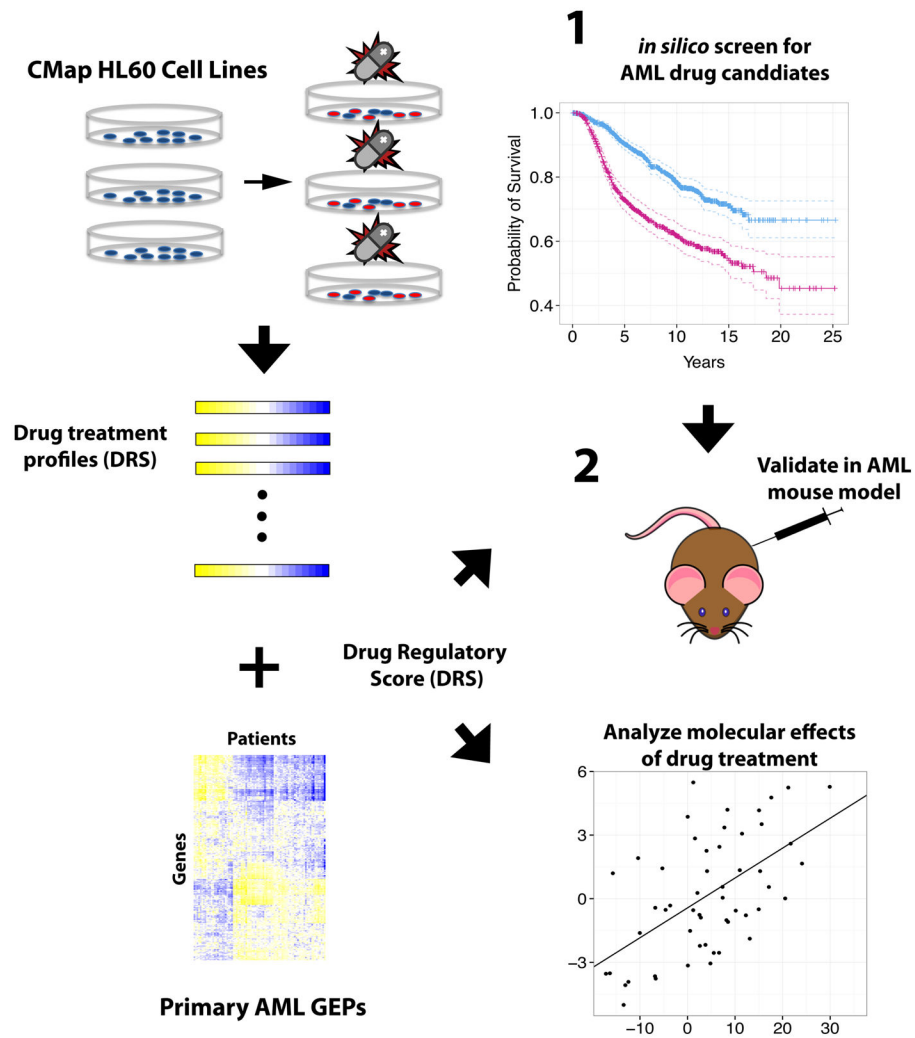 CMap HL60 Cell Lines
1
in silico screen for
AML drug canddiates
Probability of Survival
1.0
0.8
0.6
0.4
0 5 10 15 20 25
Years
Drug treatment
profiles (DRS)
2
Validate in AML
mouse model
+
Drug Regulatory
Score (DRS)
Patients
Genes
Primary AML GEPs
Analyze molecular effects
of drug treatment
6
3
0
−3
−10 0 10 20 30